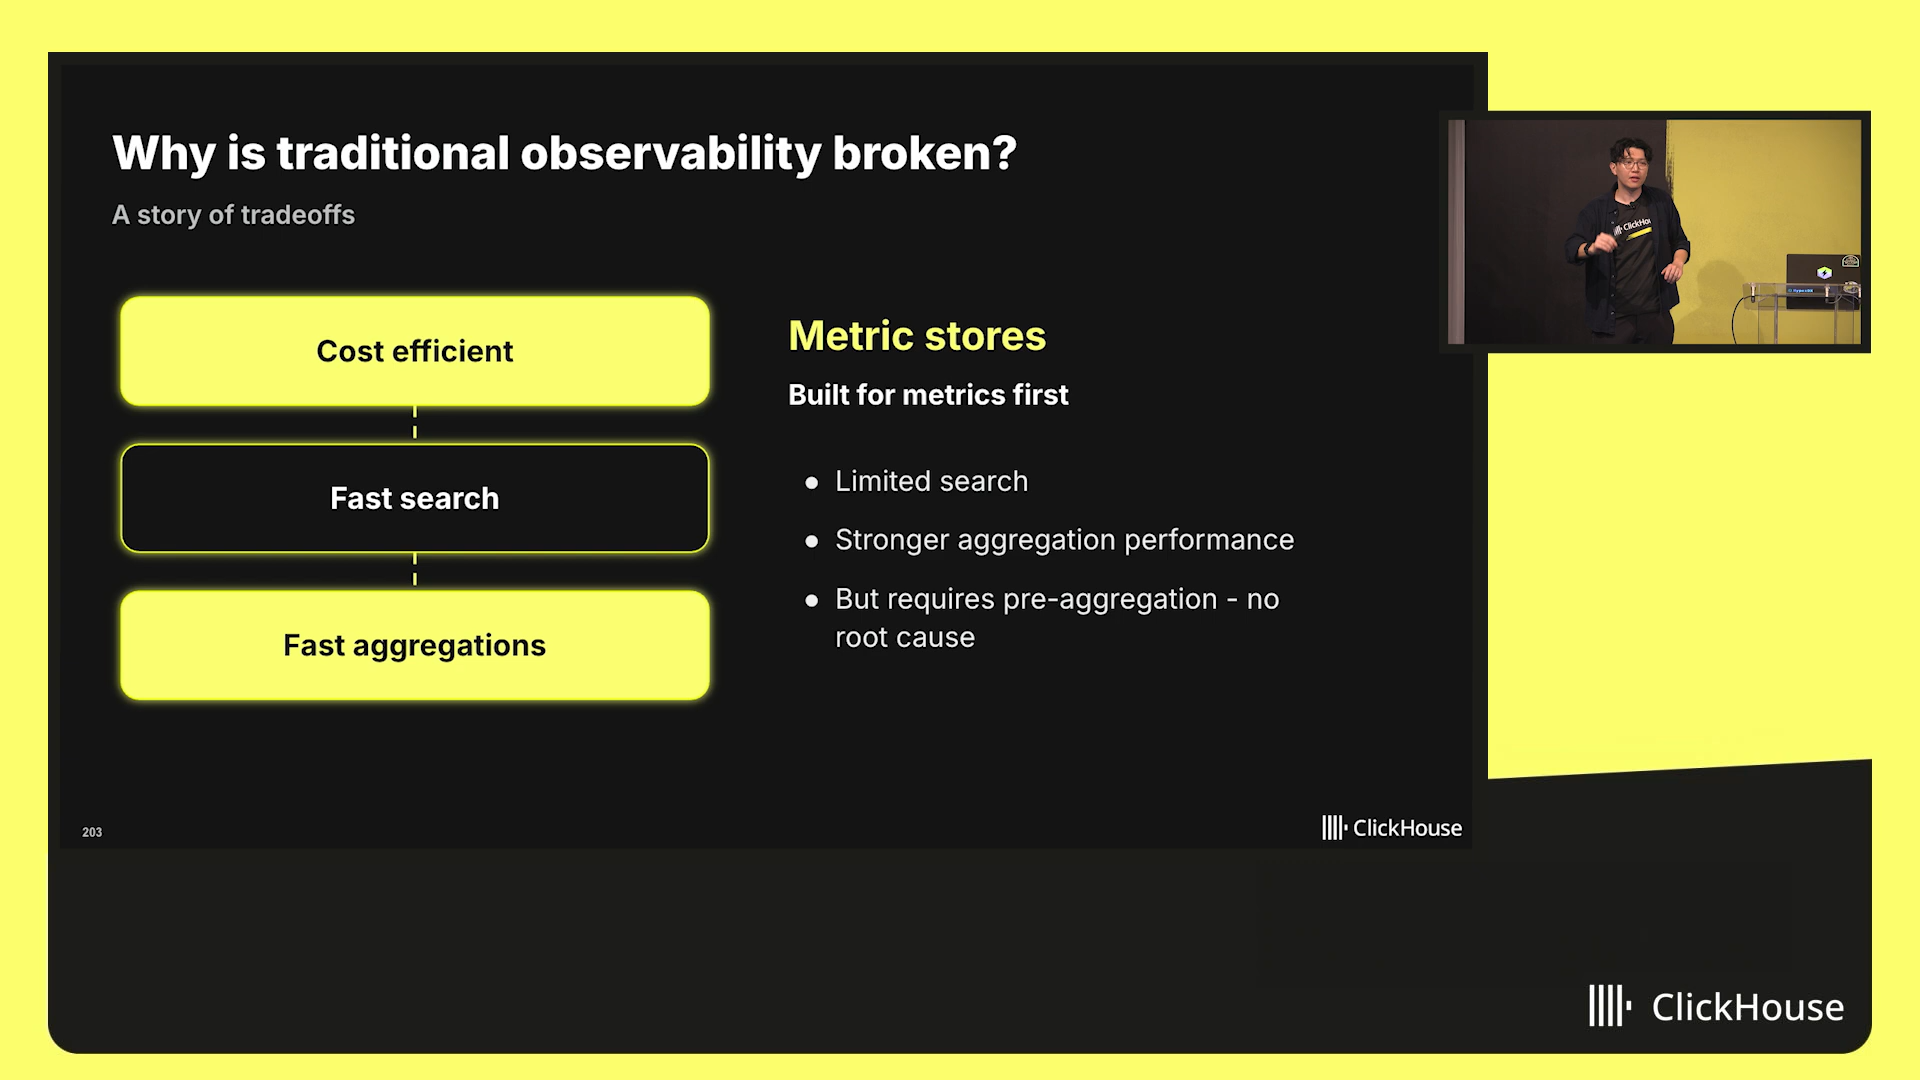 Why is traditional observability broken?
A story of tradeoffs
Cost efficient
Fast search
Fast aggregations
Metric stores
Built for metrics first
● Limited search
● Stronger aggregation performance
● But requires pre-aggregation - no
root cause
203
ClickHouse
ClickHou
ClickHouse